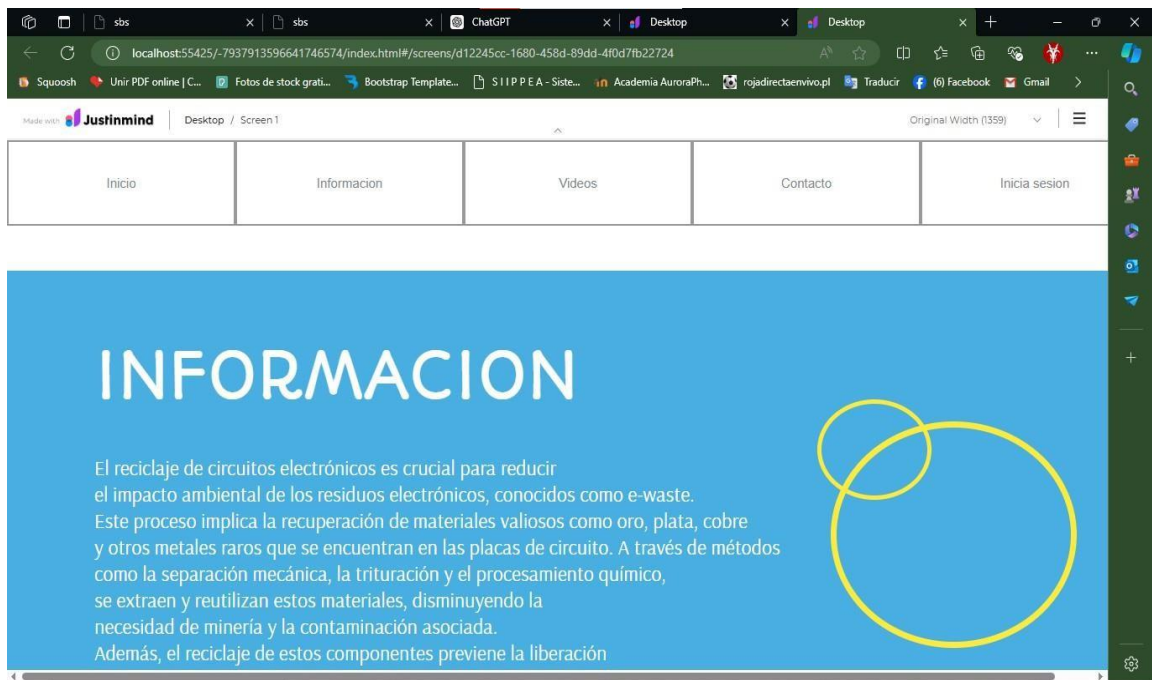 sbs
sbs
ChatGPT
Desktop
Desktop
localhost:55425/-7937913596641746574/index.html#/screens/d12245cc-1680-458d-89dd-4f0d7fb22724
Squoosh
Unir PDF online | C...
Fotos de stock grati...
Bootstrap Template...
S I I P P E A - Siste...
Academia AuroraPh...
rojadirectaenvivo.pl
Traducir
(6) Facebook
Gmail
Made with Justinmind
Desktop / Screen 1
Original Width (1359)
Inicio
Informacion
Videos
Contacto
Inicia sesion
INFORMACION
El reciclaje de circuitos electrónicos es crucial para reducir
el impacto ambiental de los residuos electrónicos, conocidos como e-waste.
Este proceso implica la recuperación de materiales valiosos como oro, plata, cobre
y otros metales raros que se encuentran en las placas de circuito. A través de métodos
como la separación mecánica, la trituración y el procesamiento químico,
se extraen y reutilizan estos materiales, disminuyendo la
necesidad de minería y la contaminación asociada.
Además, el reciclaje de estos componentes previene la liberación